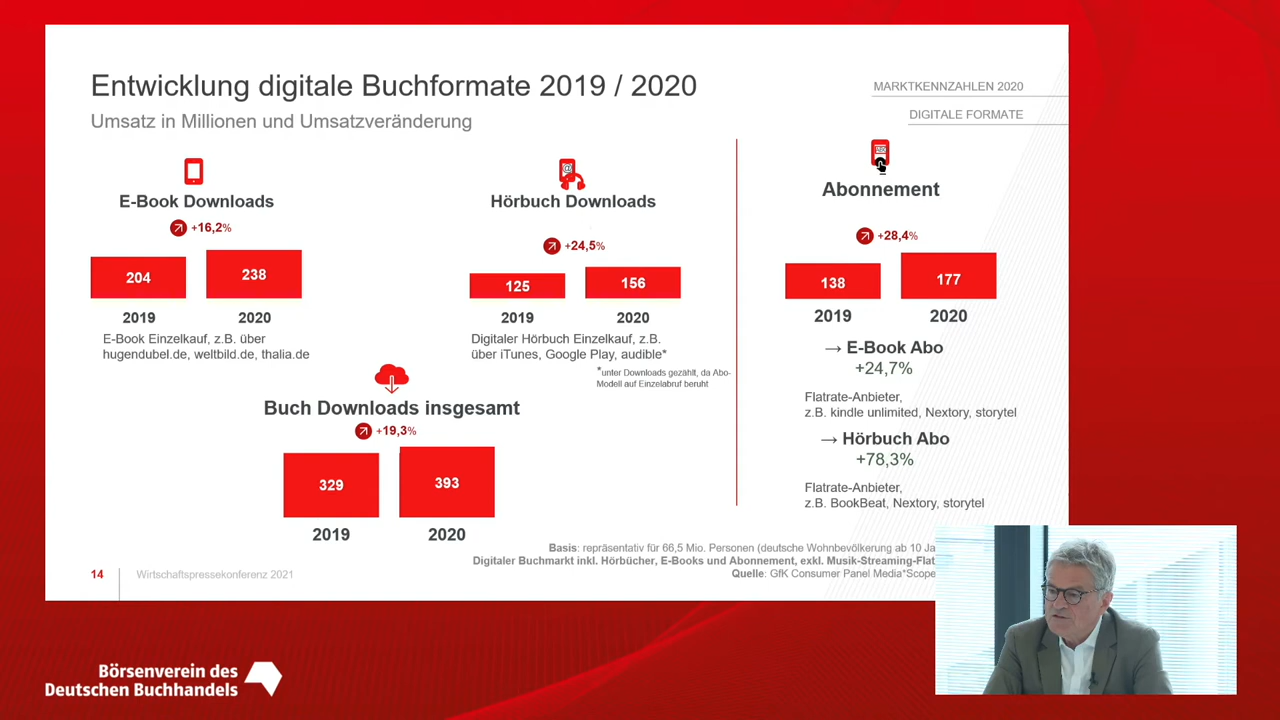 Entwicklung digitale Buchformate 2019 / 2020
Umsatz in Millionen und Umsatzveränderung
MARKTKENNZAHLEN 2020
DIGITALE FORMATE
E-Book Downloads
+16,2%
204
238
2019
2020
E-Book Einzelkauf, z.B. über
hugendubel.de, weltbild.de, thalia.de
Hörbuch Downloads
+24,5%
125
156
2019
2020
Digitaler Hörbuch Einzelkauf, z.B.
über iTunes, Google Play, audible*
*unter Downloads gezählt, da Abo-
Modell auf Einzelabruf beruht
Buch Downloads insgesamt
+19,3%
329
393
2019
2020
Abonnement
+28,4%
138
177
2019
2020
→ E-Book Abo
+24,7%
Flatrate-Anbieter,
z.B. kindle unlimited, Nextory, storytel
→ Hörbuch Abo
+78,3%
Flatrate-Anbieter,
z.B. BookBeat, Nextory, storytel
Basis: repräsentativ für 66,5 Mio. Personen (deutsche Wohnbevölkerung ab 10 Ja
Digitaler Buchmarkt inkl. Hörbücher, E-Books und Abonnement, exkl. Musik-Streaming-Flat
Quelle: GfK Consumer Panel Media*Scope
14
Wirtschaftspressekonferenz 2021
Börsenverein des
Deutschen Buchhandels